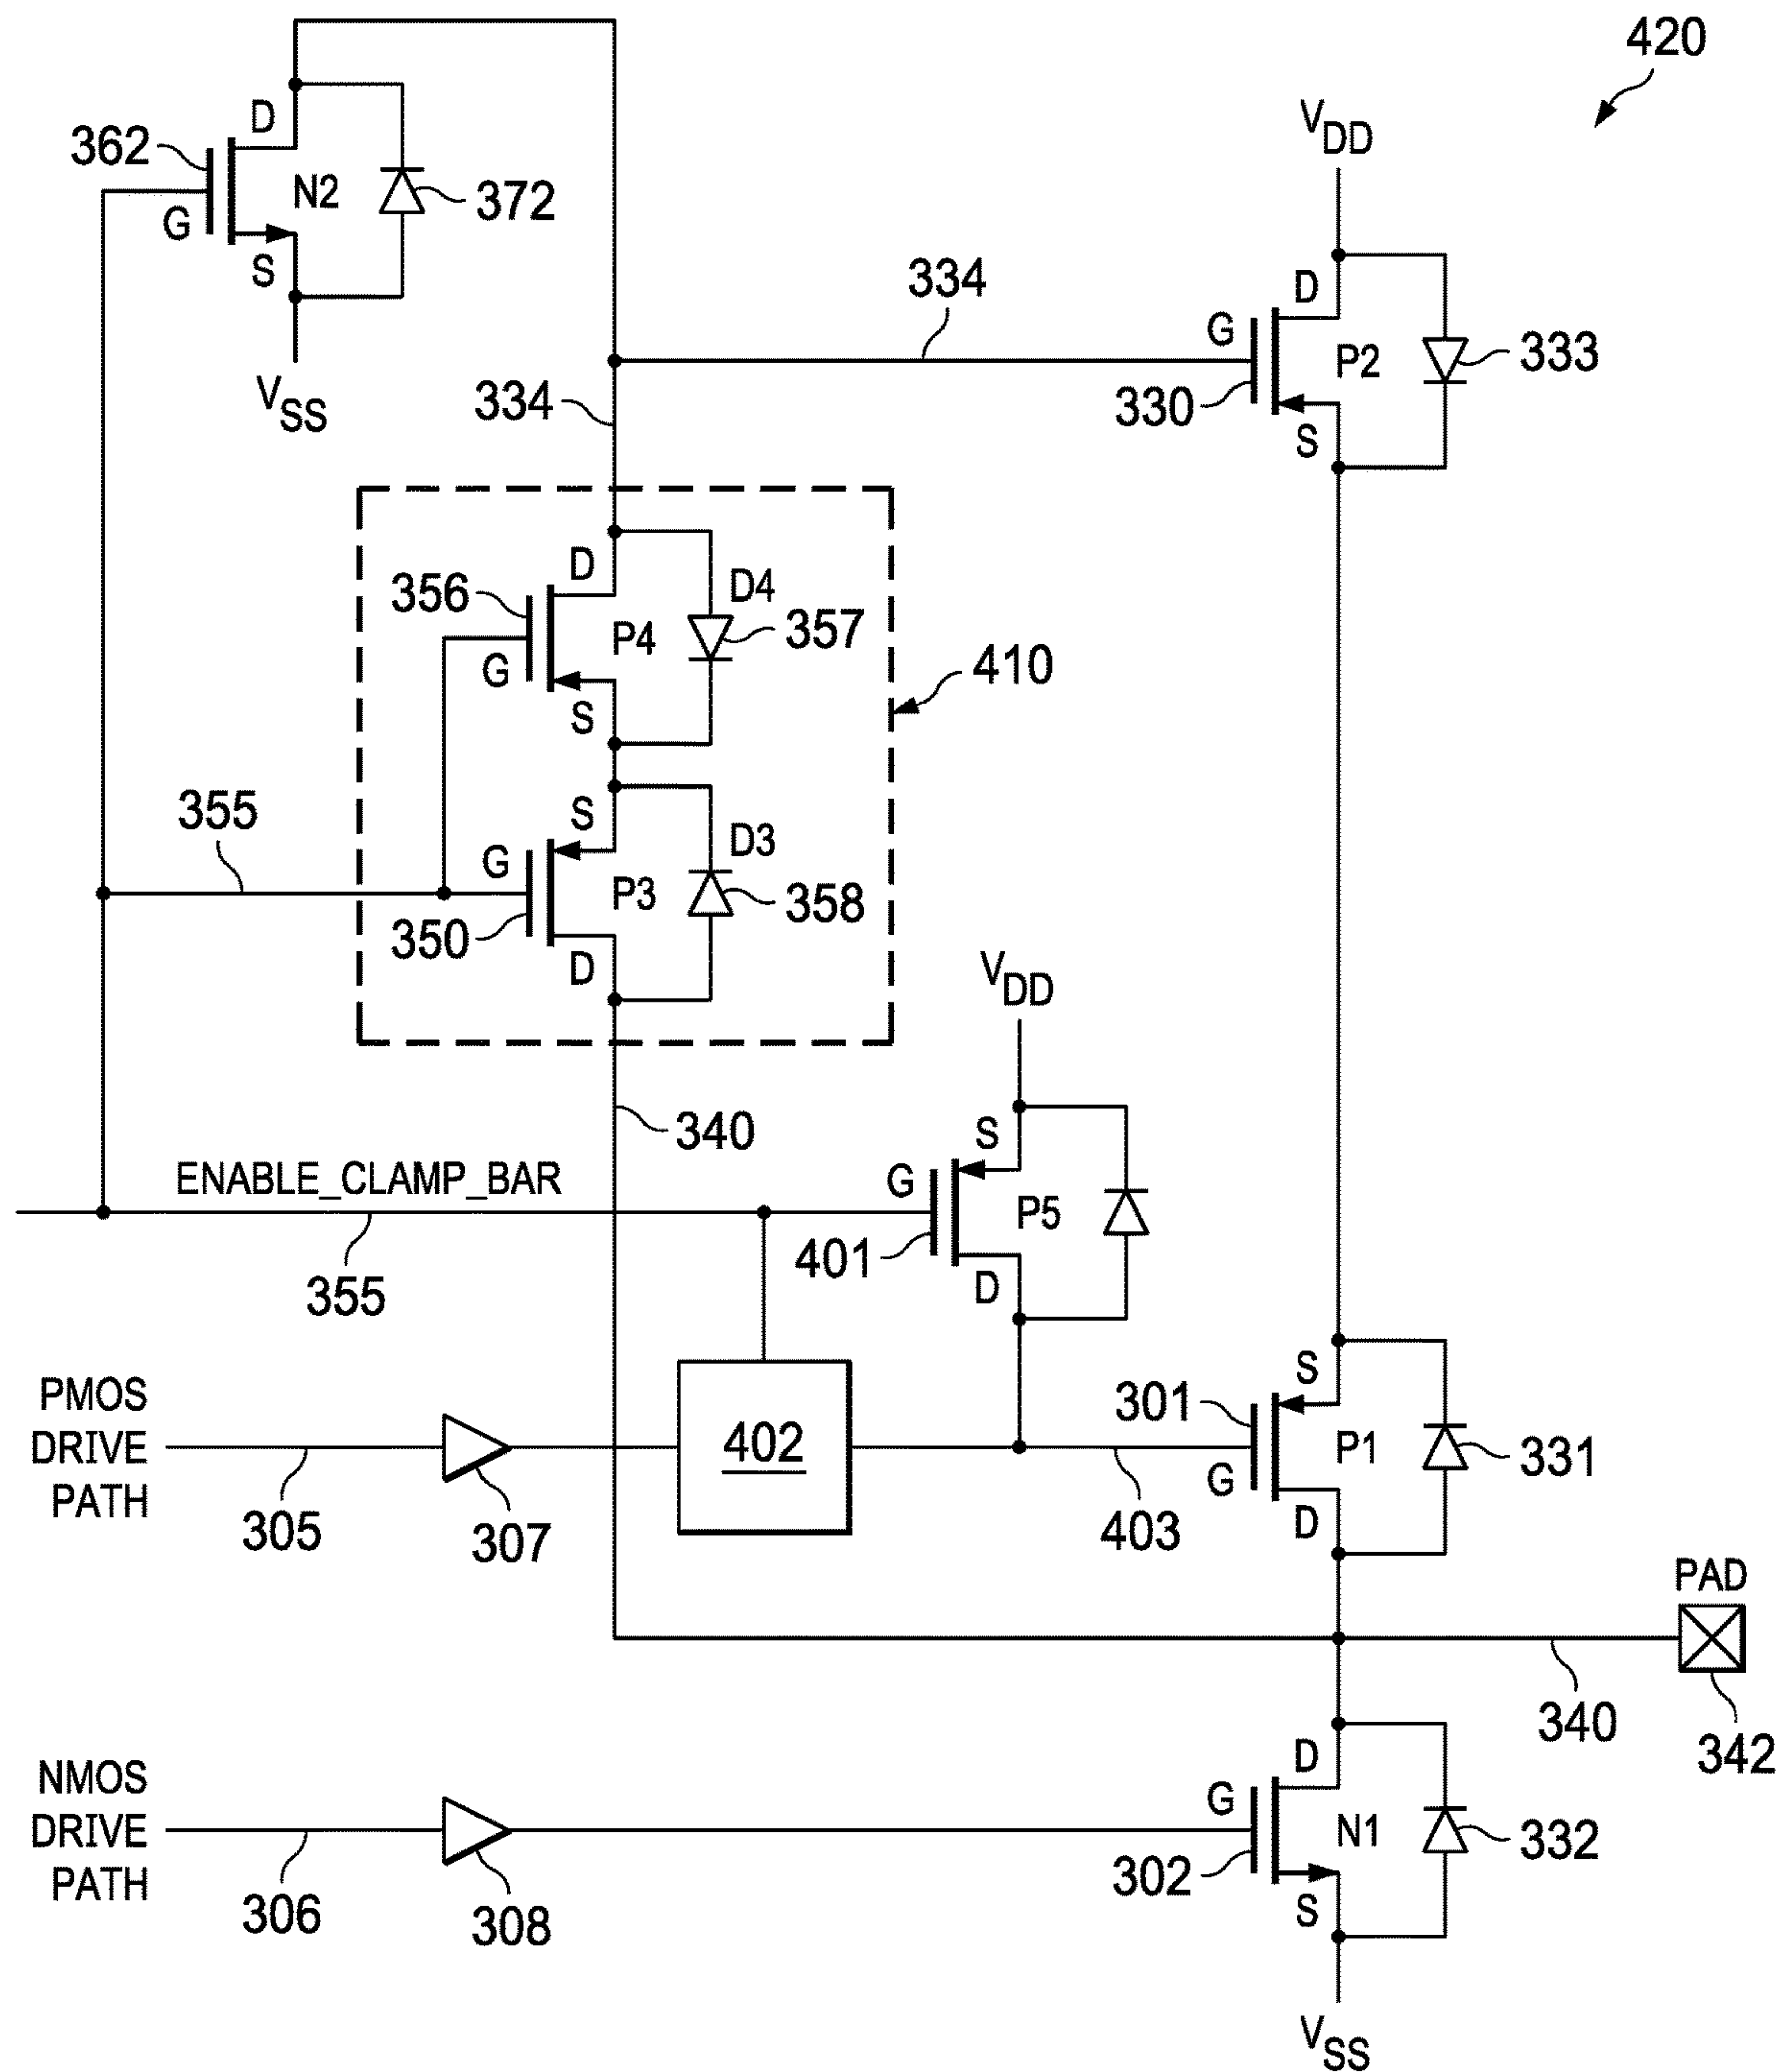 420
VDD
D
362
N2
372
G
S
VSS
334
D
G
P2
333
330
S
334
D
D4
356
P4
357
G
410
S
355
S
D3
G
P3
358
350
D
VDD
340
S
ENABLE_CLAMP_BAR
G
P5
401
D
355
PMOS
DRIVE
PATH
402
S
301
P1
331
G
305
307
403
D
PAD
340
342
NMOS
DRIVE
PATH
D
G
N1
332
302
S
306
308
VSS